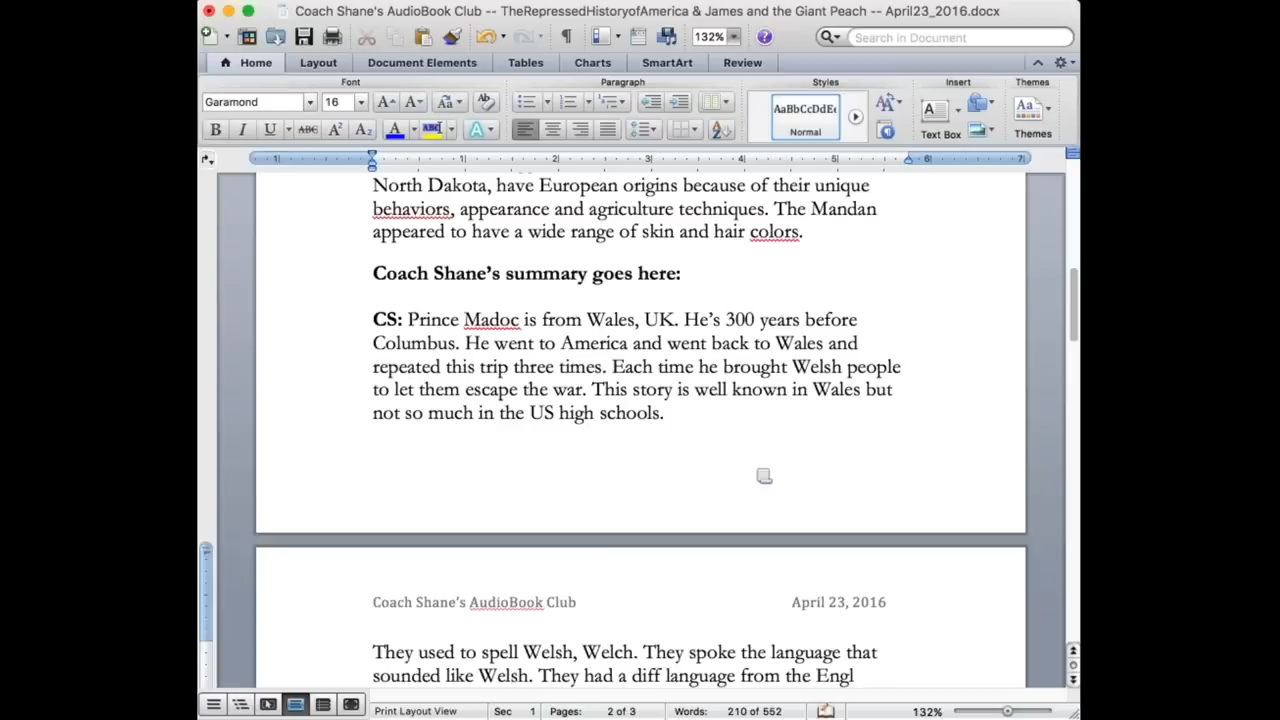 Coach Shane's AudioBook Club -- TheRepressedHistoryofAmerica & James and the Giant Peach -- April23_2016.docx
132%
Search in Document
Home Layout Document Elements Tables Charts SmartArt Review
Font Paragraph Styles Insert Themes
Garamond 16 AaBbCcDdEe Normal Text Box Themes
North Dakota, have European origins because of their unique
behaviors, appearance and agriculture techniques. The Mandan
appeared to have a wide range of skin and hair colors.
Coach Shane's summary goes here:
CS: Prince Madoc is from Wales, UK. He's 300 years before
Columbus. He went to America and went back to Wales and
repeated this trip three times. Each time he brought Welsh people
to let them escape the war. This story is well known in Wales but
not so much in the US high schools.
Coach Shane's AudioBook Club April 23, 2016
They used to spell Welsh, Welch. They spoke the language that
sounded like Welsh. They had a diff language from the Engl
Print Layout View Sec 1 Pages: 2 of 3 Words: 210 of 552 132%